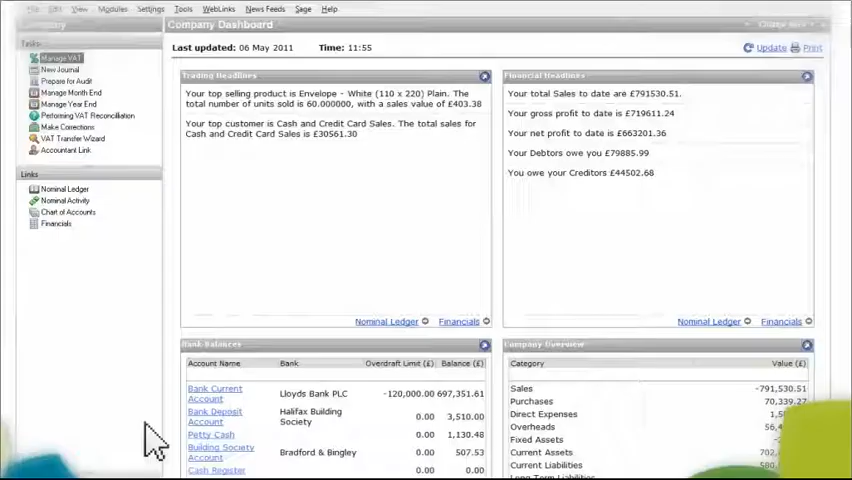 File Edit View Modules Settings Tools WebLinks News Feeds Sage Help
Company
Company Dashboard
Change View
Tasks
Manage VAT
New Journal
Prepare for Audit
Manage Month End
Manage Year End
Performing VAT Reconciliation
Make Corrections
VAT Transfer Wizard
Accountant Link
Links
Nominal Ledger
Nominal Activity
Chart of Accounts
Financials
Last updated: 06 May 2011 Time: 11:55
Update Print
Trading Headlines
Your top selling product is Envelope - White (110 x 220) Plain. The
total number of units sold is 60.000000, with a sales value of £403.38
Your top customer is Cash and Credit Card Sales. The total sales for
Cash and Credit Card Sales is £30561.30
Nominal Ledger Financials
Financial Headlines
Your total Sales to date are £791530.51.
Your gross profit to date is £719611.24
Your net profit to date is £663201.36
Your Debtors owe you £79885.99
You owe your Creditors £44502.68
Nominal Ledger Financials
Bank Balances
Account Name Bank Overdraft Limit (£) Balance (£)
Bank Current
Account
Lloyds Bank PLC -120,000.00 697,351.61
Bank Deposit
Account
Halifax Building
Society
0.00 3,510.00
Petty Cash 0.00 1,130.48
Building Society
Account
Bradford & Bingley 0.00 507.53
Cash Register 0.00 0.00
Company Overview
Category Value (£)
Sales -791,530.51
Purchases 70,339.27
Direct Expenses
Overheads
Fixed Assets
Current Assets
Current Liabilities
Long Term Liabilities